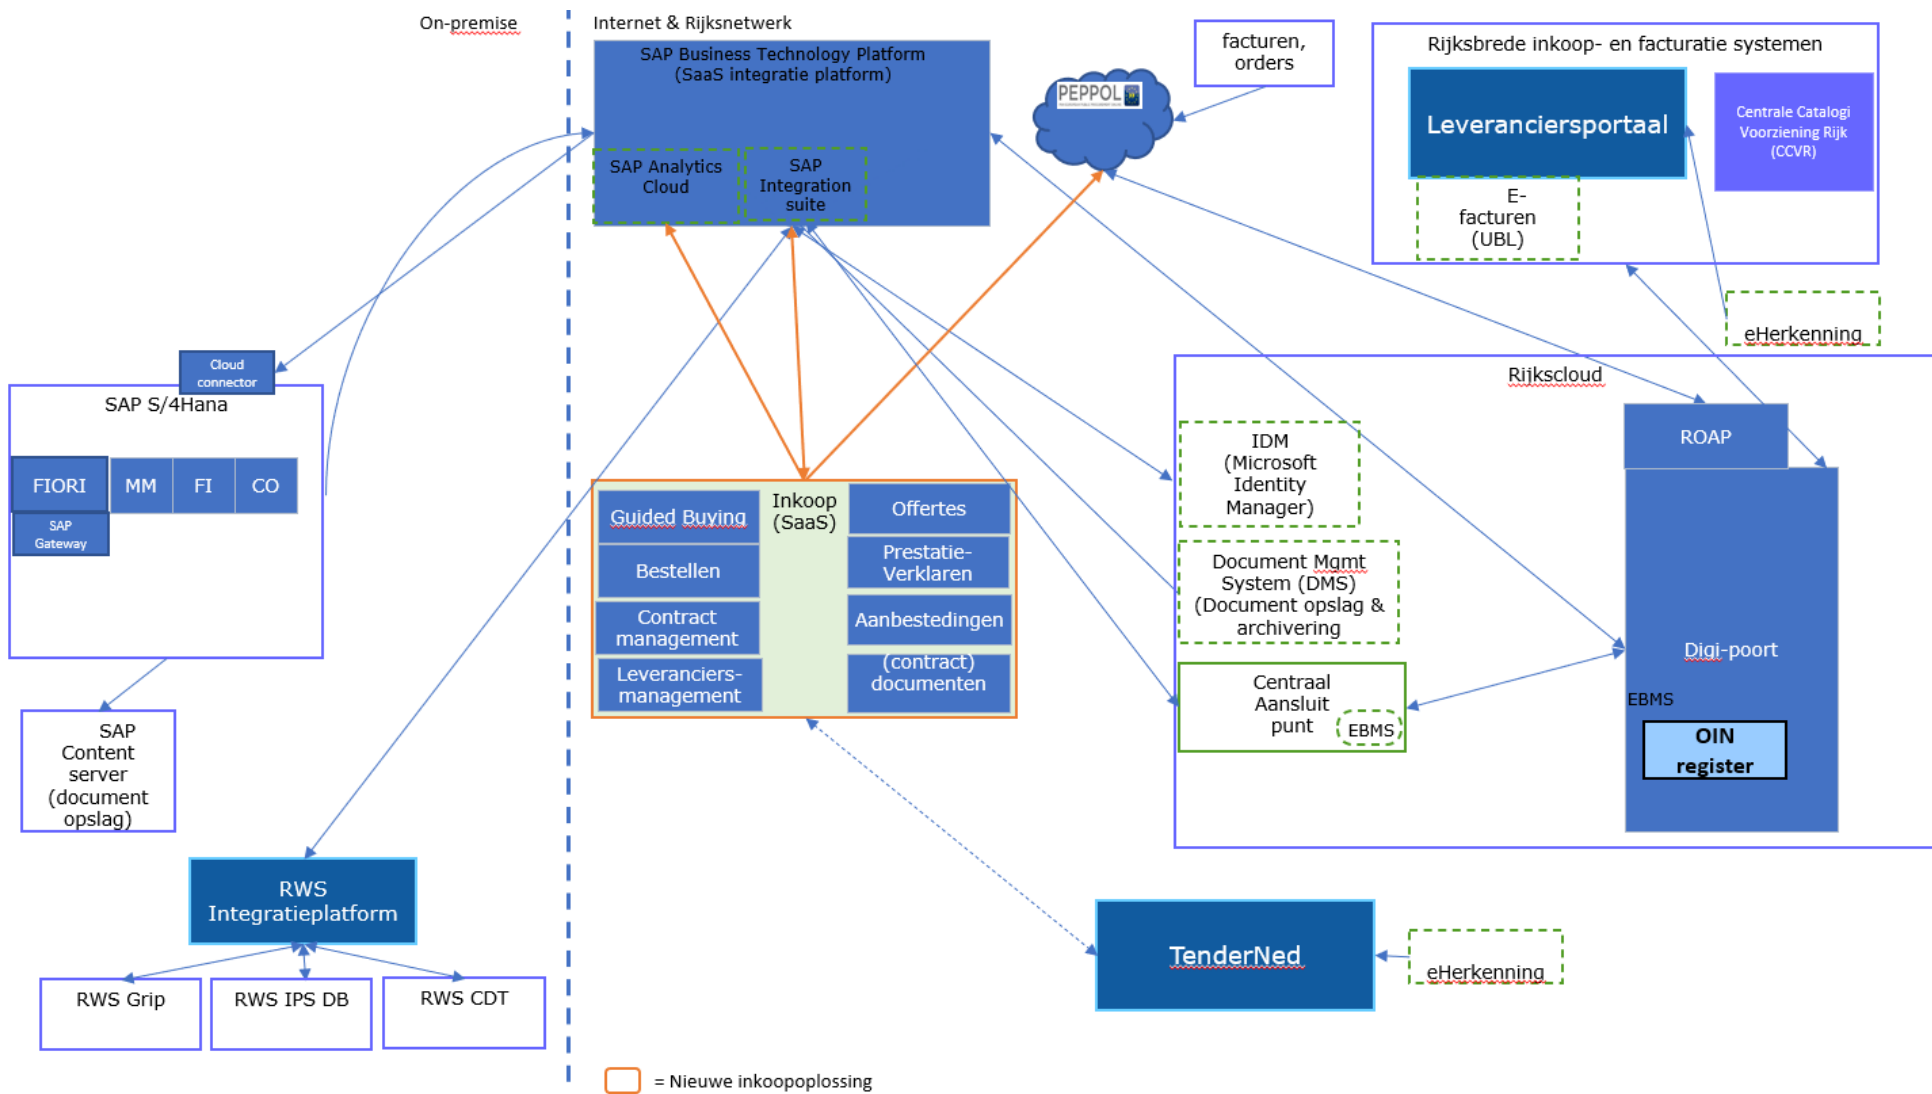 On-premise
Internet & Rijksnetwerk
SAP Business Technology Platform
(SaaS integratie platform)
SAP Analytics
Cloud
SAP
Integration
suite
PEPPOL
facturen,
orders
Rijksbrede inkoop- en facturatie systemen
Leveranciersportaal
Centrale Catalogi
Voorziening Rijk
(CCVR)
E-
facturen
(UBL)
eHerkenning
Cloud
connector
SAP S/4Hana
FIORI
MM
FI
CO
SAP
Gateway
SAP
Content
server
(document
opslag)
RWS
Integratieplatform
RWS Grip
RWS IPS DB
RWS CDT
Inkoop
(SaaS)
Guided Buying
Bestellen
Contract
management
Leveranciers-
management
Offertes
Prestatie-
Verklaren
Aanbestedingen
(contract)
documenten
Rijkscloud
IDM
(Microsoft
Identity
Manager)
Document Mgmt
System (DMS)
(Document opslag &
archivering
Centraal
Aansluit
punt
EBMS
ROAP
Digi-poort
EBMS
OIN
register
TenderNed
eHerkenning
= Nieuwe inkoopoplossing